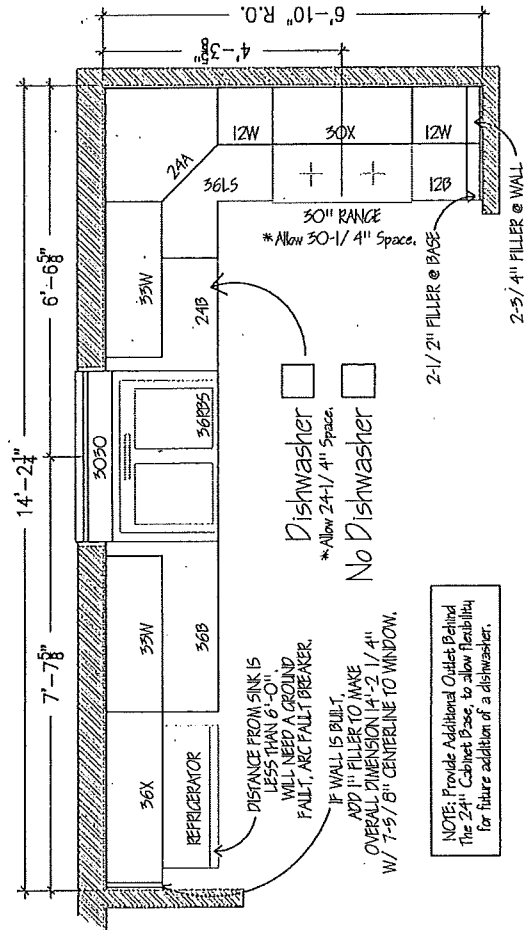 14'-2 1/4"
7'-7 5/8"
6'-6 5/8"
6'-10" R.O.
4'-3 5/8"
36X
33W
3030
33W
24A
12W
30X
12W
REFRIGERATOR
36B
36RBS
24B
36LS
12B
30" RANGE
*Allow 30-1/4" Space.
DISTANCE FROM SINK IS
LESS THAN 6'-0".
WILL NEED A GROUND
FAULT, ARC FAULT BREAKER.
IF WALL IS BUILT,
ADD 1" FILLER TO MAKE
OVERALL DIMENSION 14'-2 1/4"
W/ 7-5/8" CENTERLINE TO WINDOW.
Dishwasher
*Allow 24-1/4" Space.
No Dishwasher
2-1/2" FILLER @ BASE
2-3/4" FILLER @ WALL
NOTE: Provide Additional Outlet Behind
The 24" Cabinet Base, to allow flexibility
for future addition of a dishwasher.